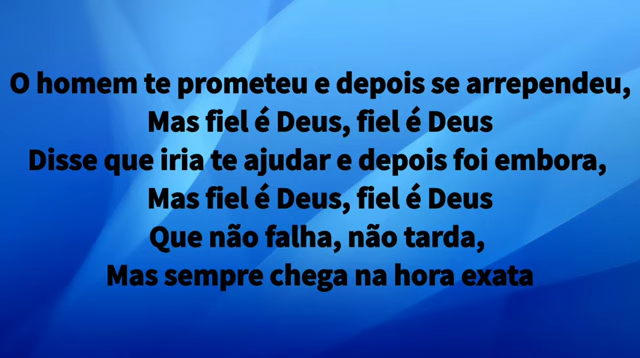 O homem te prometeu e depois se arrependeu,
Mas fiel é Deus, fiel é Deus
Disse que iria te ajudar e depois foi embora,
Mas fiel é Deus, fiel é Deus
Que não falha, não tarda,
Mas sempre chega na hora exata